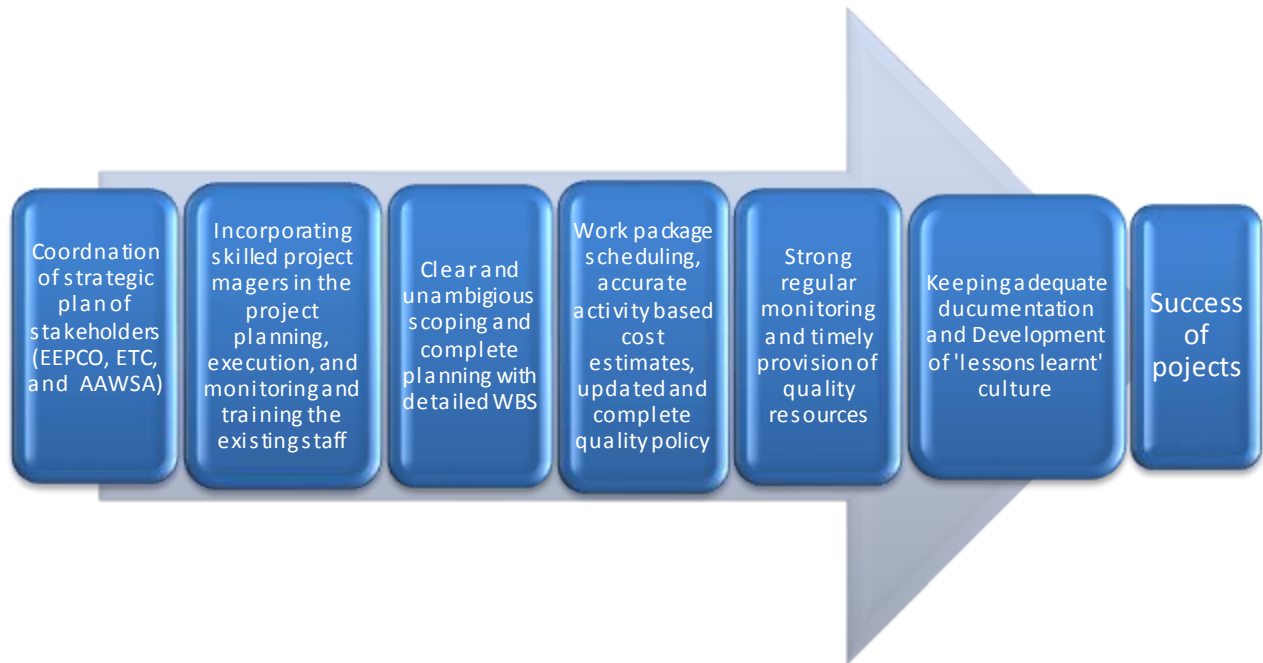 Coordnation
of strategic
plan of
stakeholders
(EEPCO, ETC,
and AAWSA)
Incorporating
skilled project
magers in the
project
planning,
execution, and
monitoring and
training the
existing staff
Clear and
unambigious
scoping and
complete
planning with
detailed WBS
Work package
scheduling,
accurate
activity based
cost
estimates,
updated and
complete
quality policy
Strong
regular
monitoring
and timely
provision of
quality
resources
Keeping adequate
ducumentation
and Development
of 'lessons learnt'
culture
Success
of
pojects